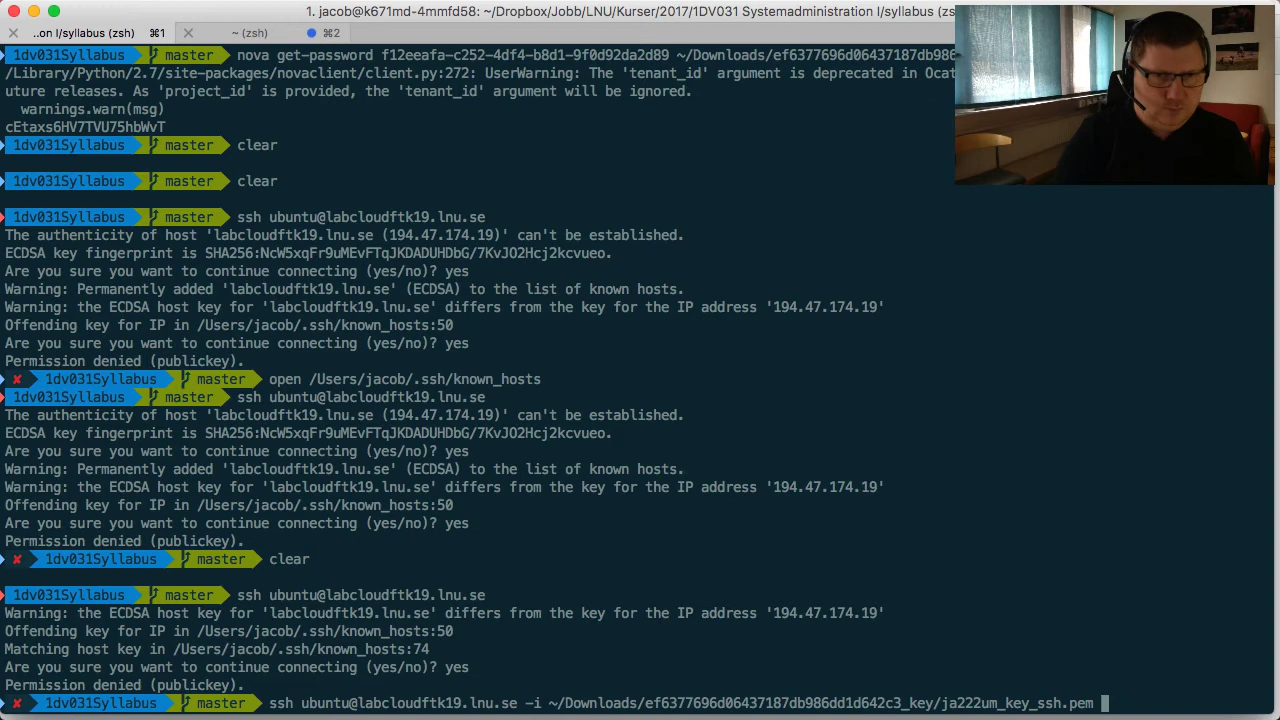 1. jacob@k671md-4mmfd58: ~/Dropbox/Jobb/LNU/Kurser/2017/1DV031 Systemadministration I/syllabus (zsh)
..on I/syllabus (zsh) ⌘1 ~ (zsh) ⌘2
1dv031Syllabus master nova get-password f12eeafa-c252-4df4-b8d1-9f0d92da2d89 ~/Downloads/ef6377696d06437187db986
/Library/Python/2.7/site-packages/novaclient/client.py:272: UserWarning: The 'tenant_id' argument is deprecated in Ocat
uture releases. As 'project_id' is provided, the 'tenant_id' argument will be ignored.
warnings.warn(msg)
cEtaxs6HV7TVU75hbWvT
1dv031Syllabus master clear
1dv031Syllabus master clear
1dv031Syllabus master ssh ubuntu@labcloudftk19.lnu.se
The authenticity of host 'labcloudftk19.lnu.se (194.47.174.19)' can't be established.
ECDSA key fingerprint is SHA256:NcW5xqFr9uMEvFTqJKDADUHDbG/7KvJO2Hcj2kcvueo.
Are you sure you want to continue connecting (yes/no)? yes
Warning: Permanently added 'labcloudftk19.lnu.se' (ECDSA) to the list of known hosts.
Warning: the ECDSA host key for 'labcloudftk19.lnu.se' differs from the key for the IP address '194.47.174.19'
Offending key for IP in /Users/jacob/.ssh/known_hosts:50
Are you sure you want to continue connecting (yes/no)? yes
Permission denied (publickey).
✘ 1dv031Syllabus master open /Users/jacob/.ssh/known_hosts
1dv031Syllabus master ssh ubuntu@labcloudftk19.lnu.se
The authenticity of host 'labcloudftk19.lnu.se (194.47.174.19)' can't be established.
ECDSA key fingerprint is SHA256:NcW5xqFr9uMEvFTqJKDADUHDbG/7KvJO2Hcj2kcvueo.
Are you sure you want to continue connecting (yes/no)? yes
Warning: Permanently added 'labcloudftk19.lnu.se' (ECDSA) to the list of known hosts.
Warning: the ECDSA host key for 'labcloudftk19.lnu.se' differs from the key for the IP address '194.47.174.19'
Offending key for IP in /Users/jacob/.ssh/known_hosts:50
Are you sure you want to continue connecting (yes/no)? yes
Permission denied (publickey).
✘ 1dv031Syllabus master clear
1dv031Syllabus master ssh ubuntu@labcloudftk19.lnu.se
Warning: the ECDSA host key for 'labcloudftk19.lnu.se' differs from the key for the IP address '194.47.174.19'
Offending key for IP in /Users/jacob/.ssh/known_hosts:50
Matching host key in /Users/jacob/.ssh/known_hosts:74
Are you sure you want to continue connecting (yes/no)? yes
Permission denied (publickey).
✘ 1dv031Syllabus master ssh ubuntu@labcloudftk19.lnu.se -i ~/Downloads/ef6377696d06437187db986dd1d642c3_key/ja222um_key_ssh.pem